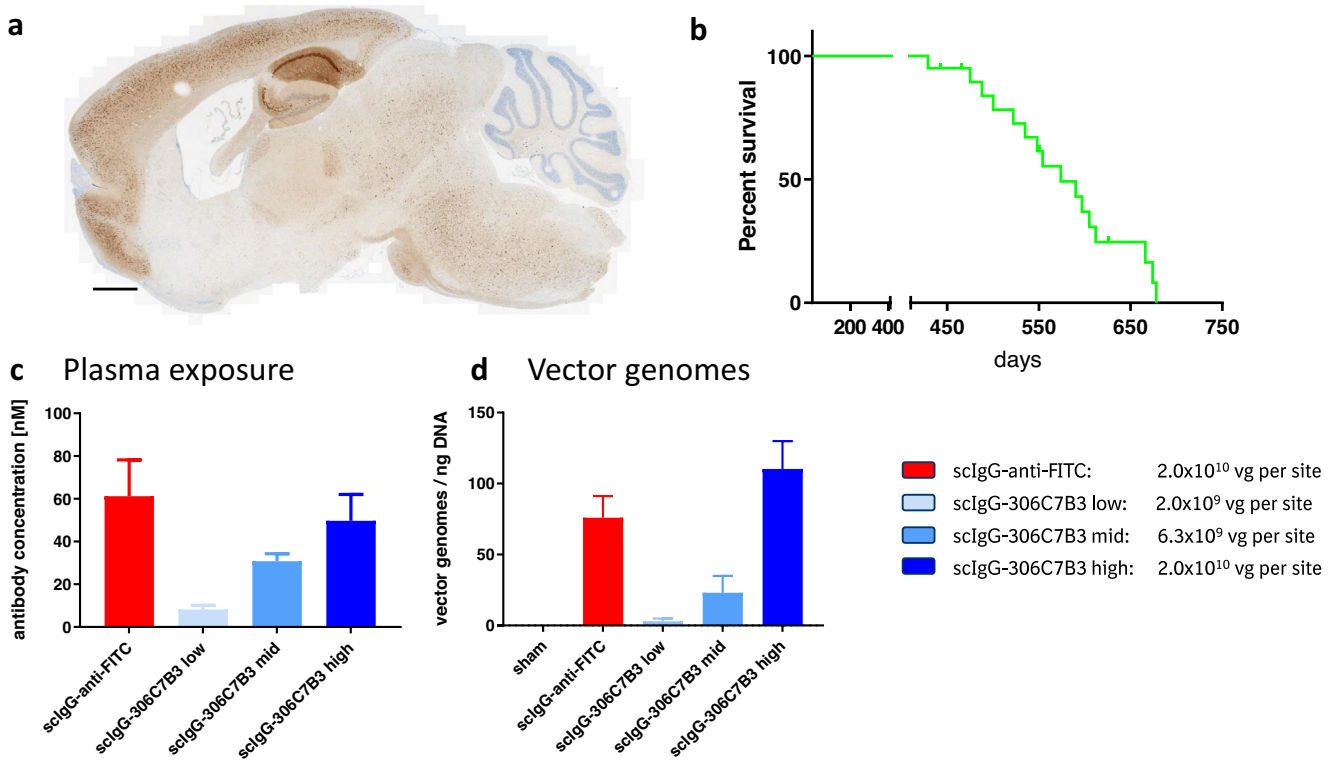 a
b
100
50
0
Percent survival
200 400 450 550 650 750
days
c Plasma exposure
100
80
60
40
20
0
antibody concentration [nM]
scIgG-anti-FITC
scIgG-306C7B3 low
scIgG-306C7B3 mid
scIgG-306C7B3 high
d Vector genomes
150
100
50
0
vector genomes / ng DNA
sham
scIgG-anti-FITC
scIgG-306C7B3 low
scIgG-306C7B3 mid
scIgG-306C7B3 high
scIgG-anti-FITC: 2.0x10¹⁰ vg per site
scIgG-306C7B3 low: 2.0x10⁹ vg per site
scIgG-306C7B3 mid: 6.3x10⁹ vg per site
scIgG-306C7B3 high: 2.0x10¹⁰ vg per site